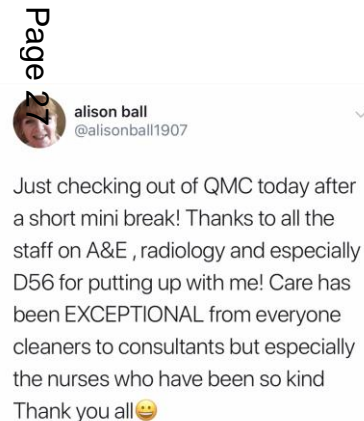 Page 27
alison ball
@alisonball1907
Just checking out of QMC today after
a short mini break! Thanks to all the
staff on A&E , radiology and especially
D56 for putting up with me! Care has
been EXCEPTIONAL from everyone
cleaners to consultants but especially
the nurses who have been so kind
Thank you all😀